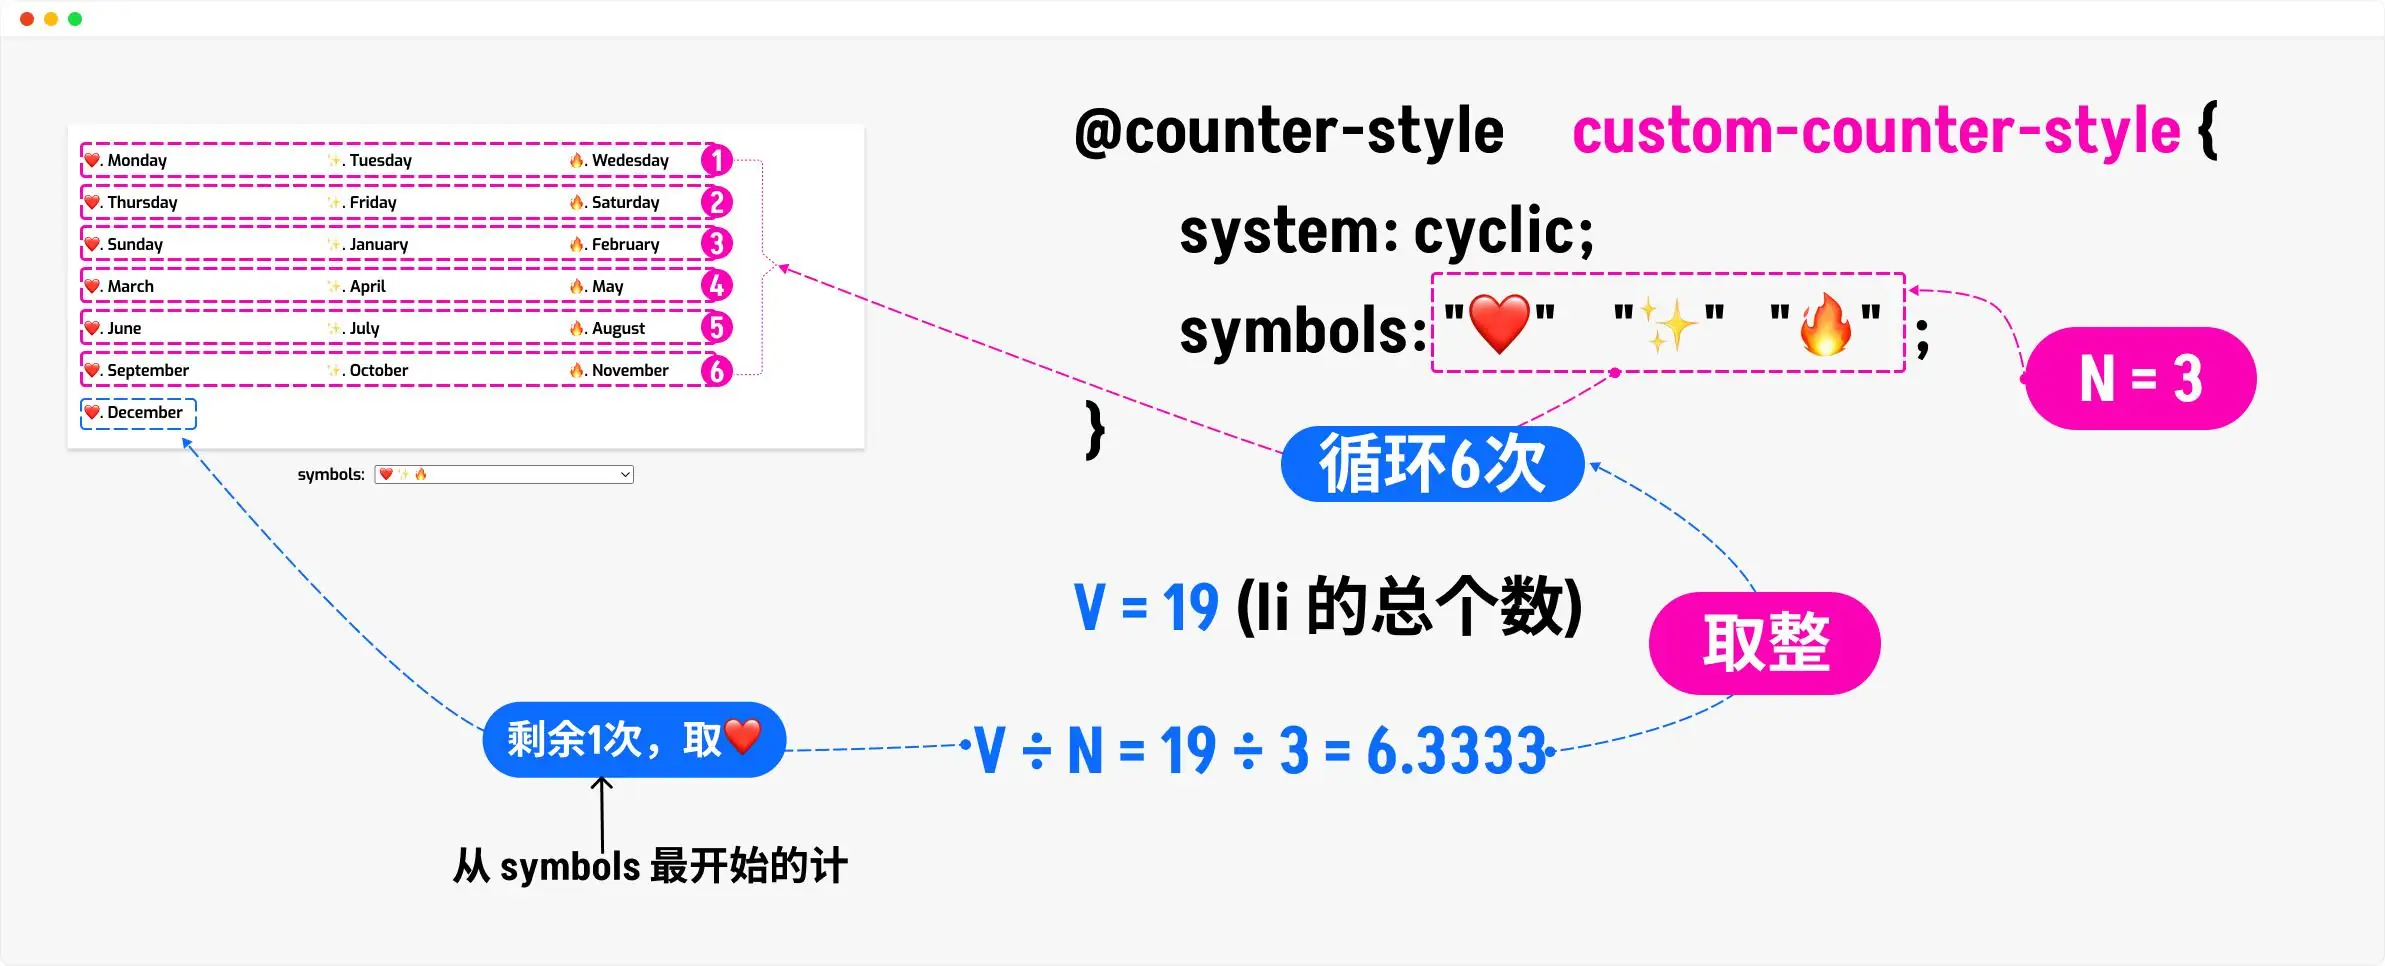 ❤️. Monday ✨. Tuesday 🔥. Wedesday 1
❤️. Thursday ✨. Friday 🔥. Saturday 2
❤️. Sunday ✨. January 🔥. February 3
❤️. March ✨. April 🔥. May 4
❤️. June ✨. July 🔥. August 5
❤️. September ✨. October 🔥. November 6
❤️. December
symbols: ❤️ ✨ 🔥
@counter-style custom-counter-style {
system: cyclic;
symbols: "❤️" "✨" "🔥" ;
}
N = 3
循环6次
V = 19 (li 的总个数)
取整
V ÷ N = 19 ÷ 3 = 6.3333
剩余1次，取❤️
从 symbols 最开始的计